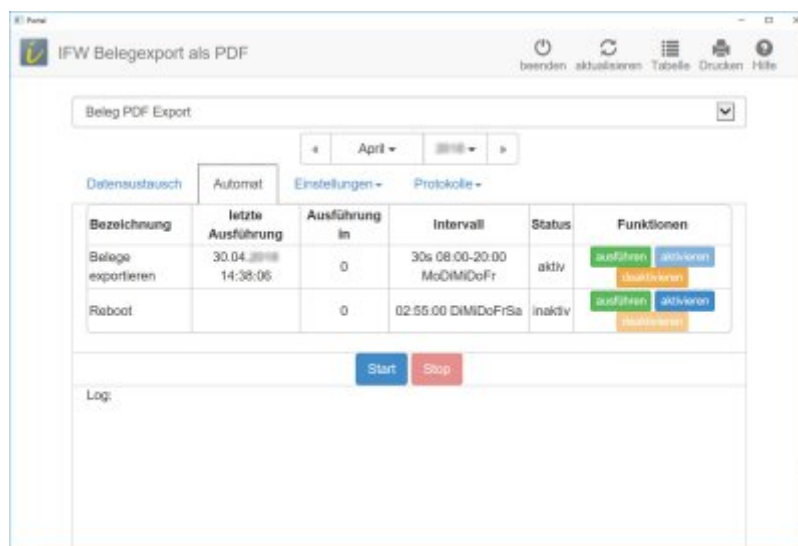 Portal
IFW Belegexport als PDF
beenden aktualisieren Tabelle Drucken Hilfe
Beleg PDF Export
« April »
Datenaustausch Automat Einstellungen Protokolle
Bezeichnung letzte Ausführung Ausführung in Intervall Status Funktionen
Belege exportieren 30.04. 14:38:06 0 30s 08:00-20:00 MoDiMiDoFr aktiv ausführen aktivieren deaktivieren
Reboot 0 02:55:00 DiMiDoFrSa inaktiv ausführen aktivieren deaktivieren
Start Stop
Log: